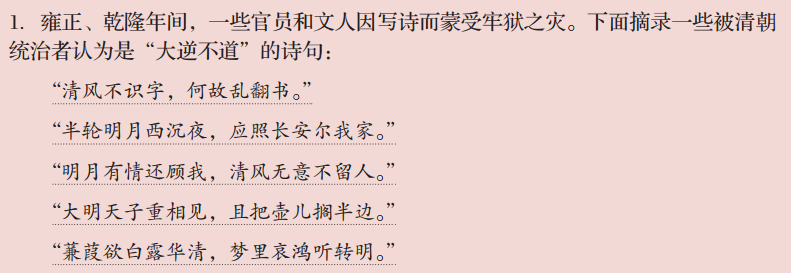 1. 雍正、乾隆年间，一些官员和文人因写诗而蒙受牢狱之灾。下面摘录一些被清朝
统治者认为是“大逆不道”的诗句：
“清风不识字，何故乱翻书。”
“半轮明月西沉夜，应照长安尔我家。”
“明月有情还顾我，清风无意不留人。”
“大明天子重相见，且把壶儿搁半边。”
“蒹葭欲白露华清，梦里哀鸿听转明。”